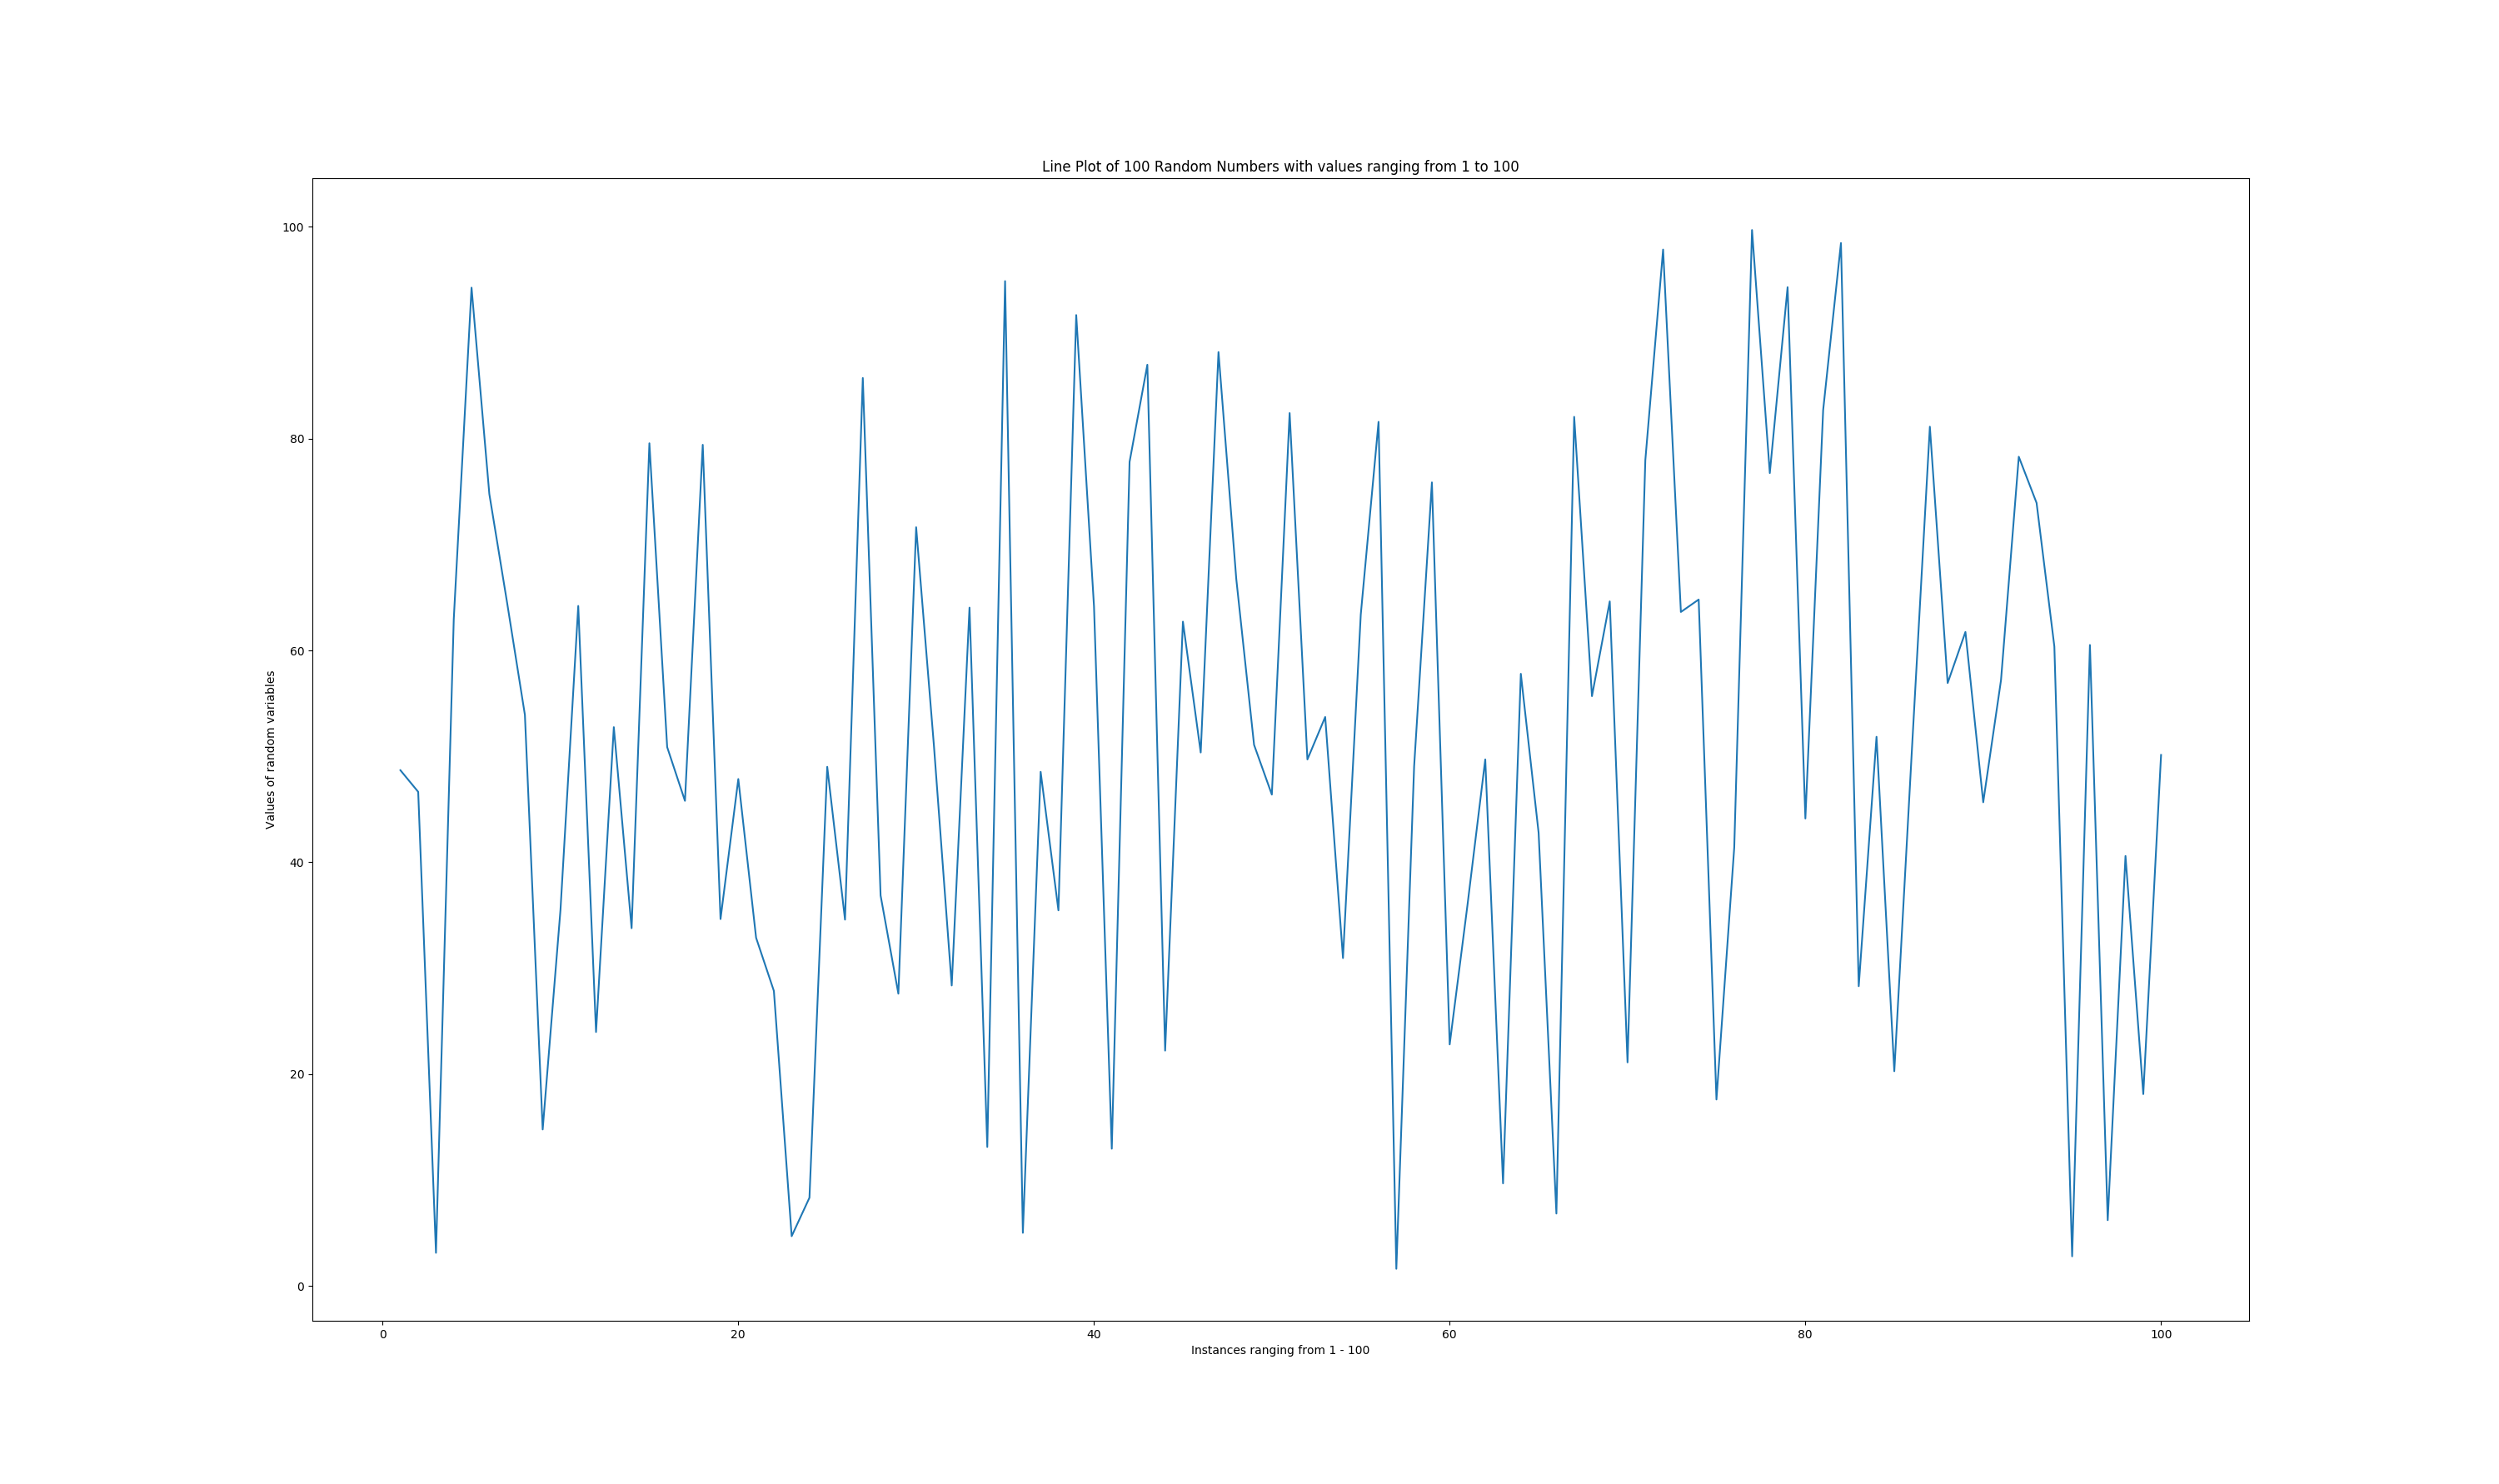 Line Plot of 100 Random Numbers with values ranging from 1 to 100
100
80
60
40
20
0
Values of random variables
0 20 40 60 80 100
Instances ranging from 1 - 100